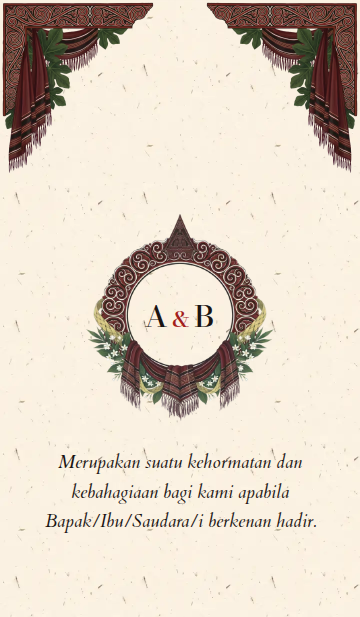 A & B
Merupakan suatu kehormatan dan
kebahagiaan bagi kami apabila
Bapak/Ibu/Saudara/i berkenan hadir.